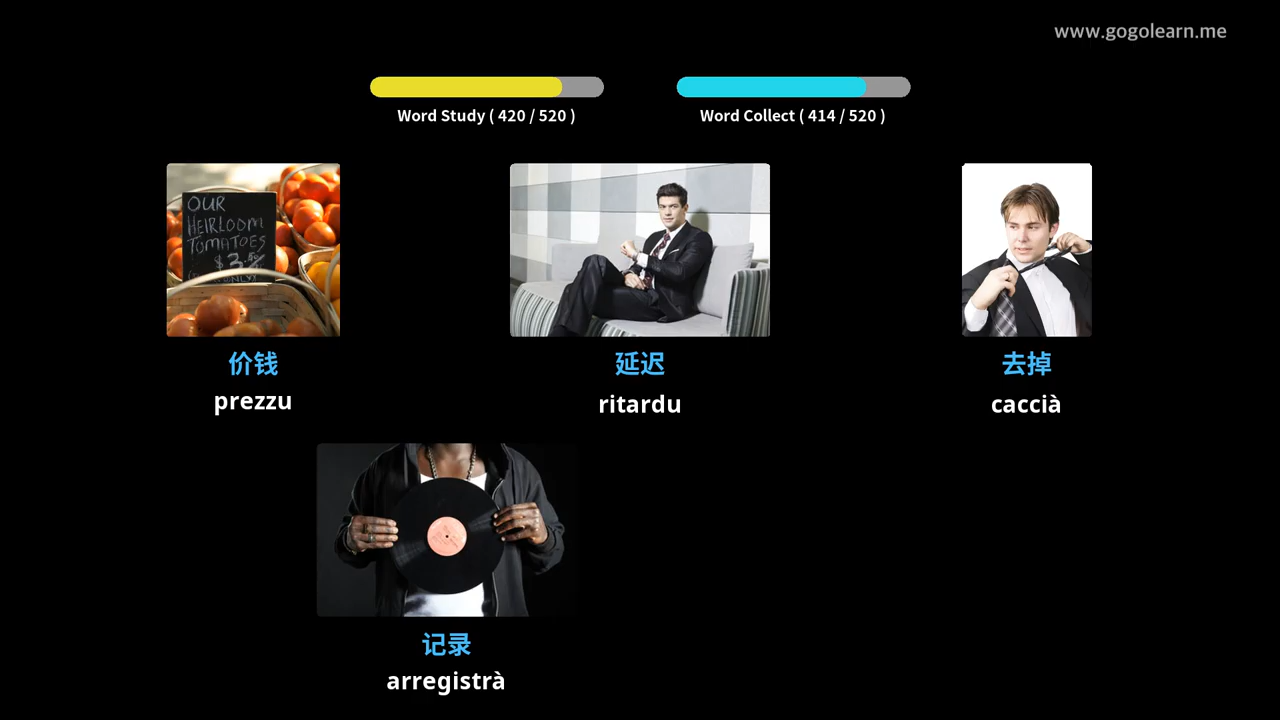 www.gogolearn.me
Word Study ( 420 / 520 )
Word Collect ( 414 / 520 )
OUR
HEIRLOOM
TOMATOES
价钱
prezzu
延迟
ritardu
去掉
caccià
记录
arregistrà